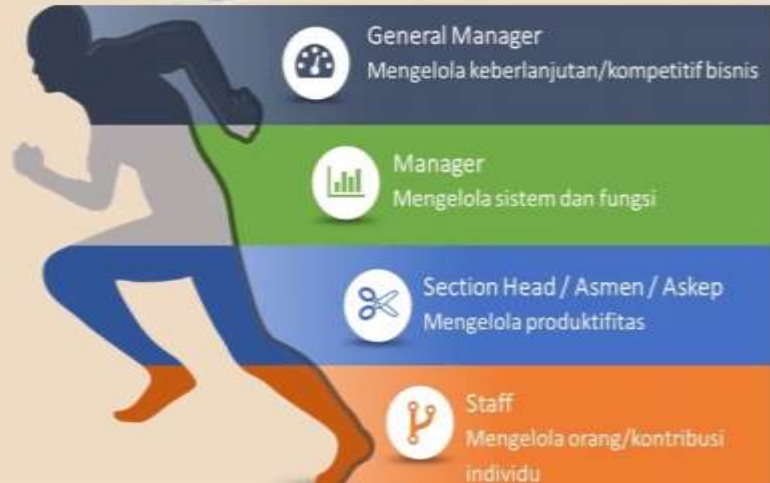 General Manager
Mengelola keberlanjutan/kompetitif bisnis
Manager
Mengelola sistem dan fungsi
Section Head / Asmen / Askep
Mengelola produktifitas
Staff
Mengelola orang/kontribusi
individu